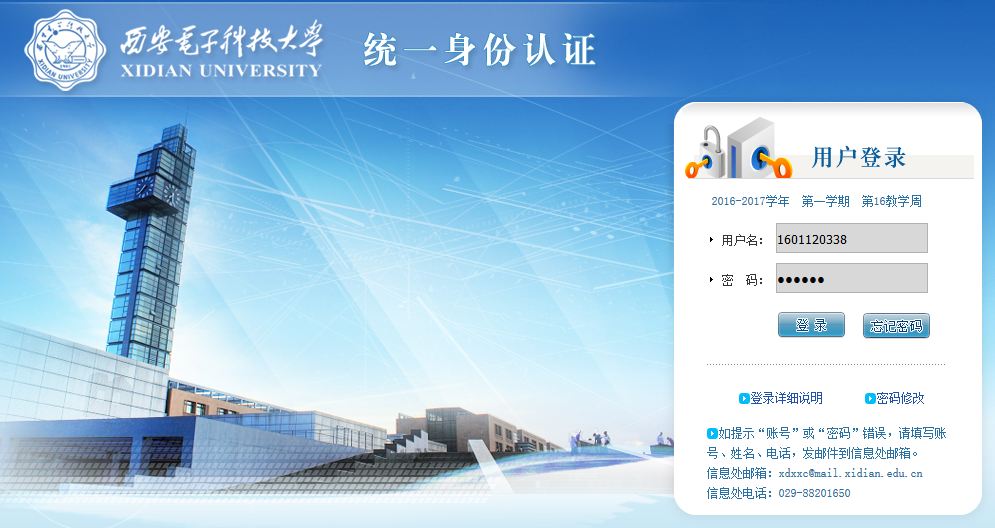 西安电子科技大学
XIDIAN UNIVERSITY
统一身份认证
用户登录
2016-2017学年 第一学期 第16教学周
用户名： 1601120338
密 码： ●●●●●●
登 录 忘记密码
登录详细说明 密码修改
如提示“账号”或“密码”错误，请填写账
号、姓名、电话，发邮件到信息处邮箱。
信息处邮箱：xdxxc@mail.xidian.edu.cn
信息处电话：029-88201650